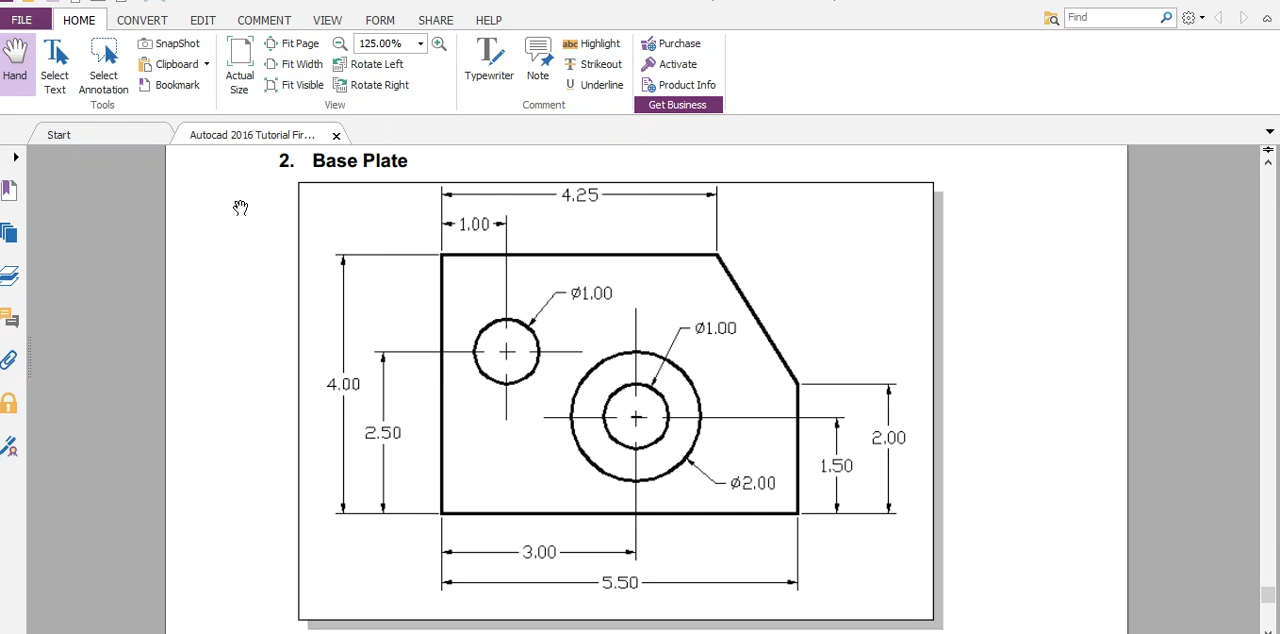 FILE HOME CONVERT EDIT COMMENT VIEW FORM SHARE HELP
Find
Hand
Select Text
Select Annotation
SnapShot
Clipboard
Bookmark
Tools
Actual Size
Fit Page
Fit Width
Fit Visible
125.00%
Rotate Left
Rotate Right
View
Typewriter
Note
abc Highlight
T Strikeout
U Underline
Comment
Purchase
Activate
Product Info
Get Business
Start
Autocad 2016 Tutorial Fir...
2. Base Plate
4.25
1.00
Ø1.00
Ø1.00
4.00
2.50
2.00
1.50
Ø2.00
3.00
5.50